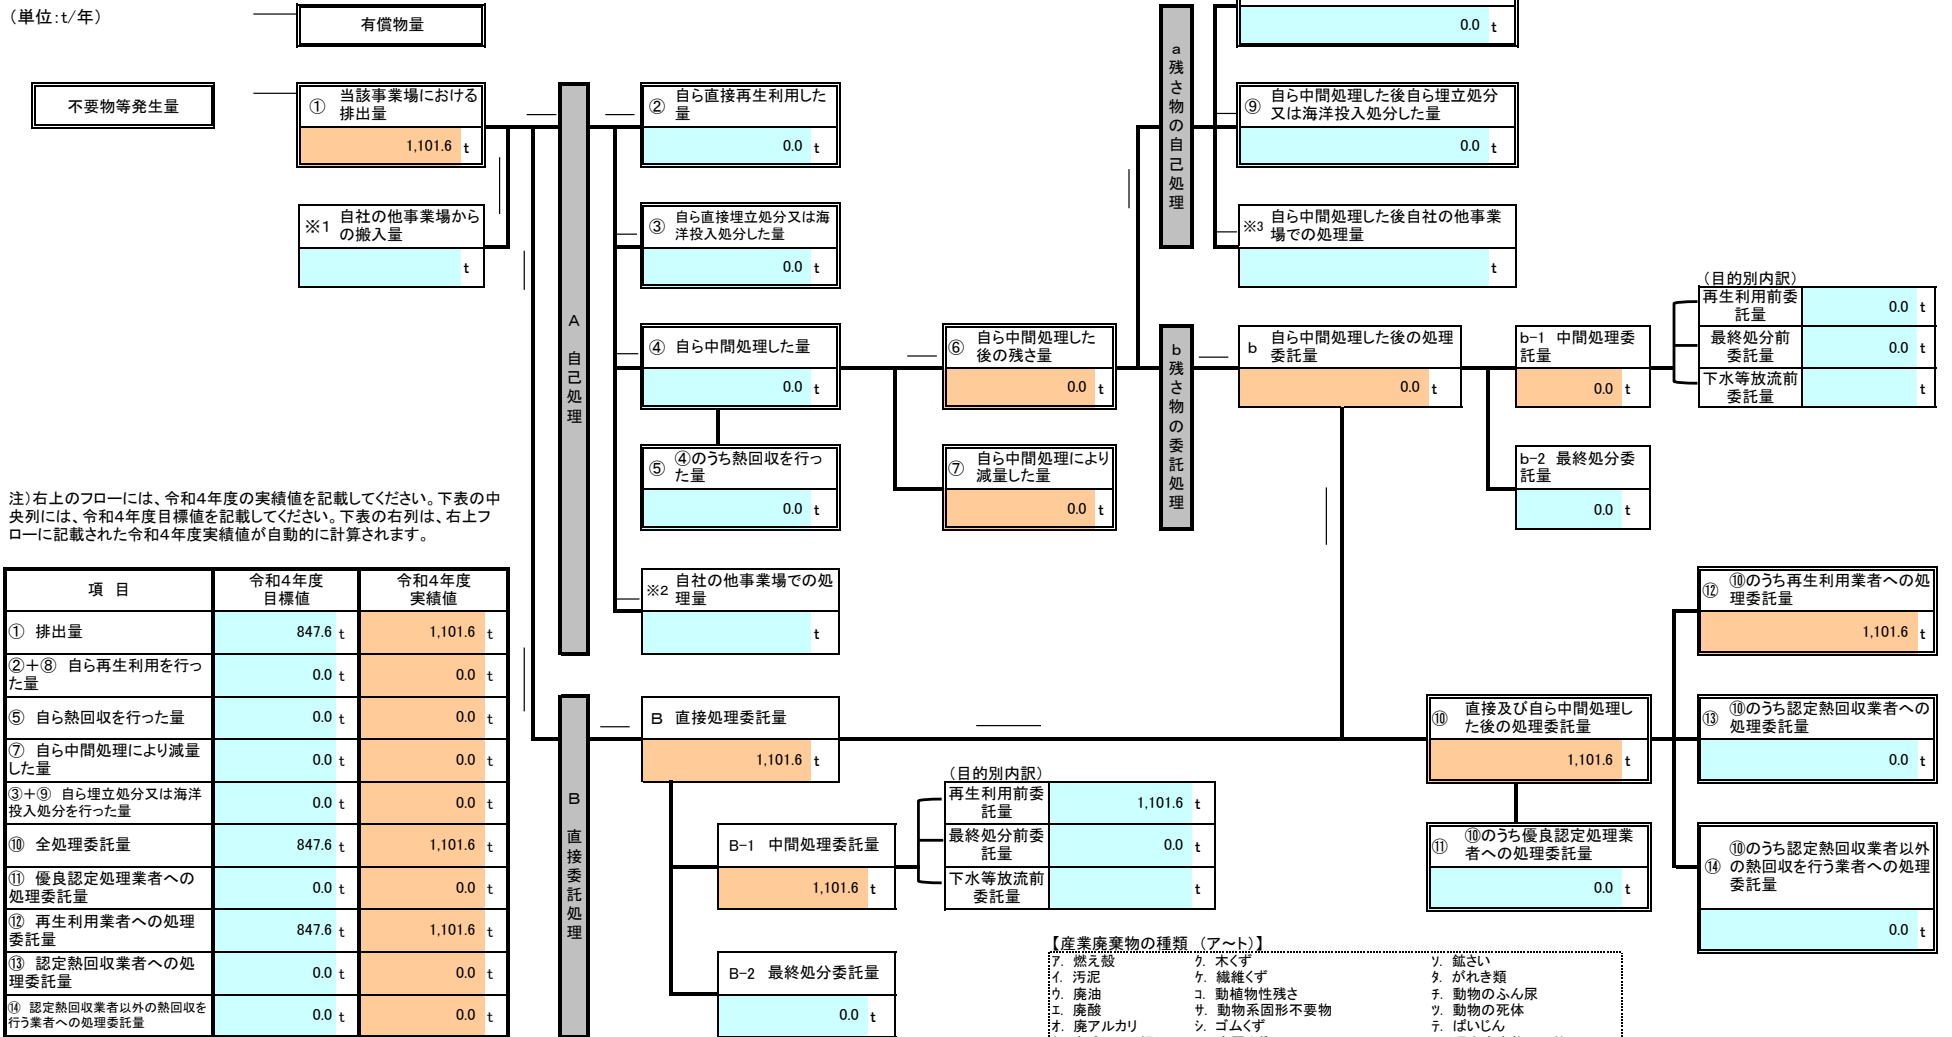 (単位:t/年)
有償物量
0.0 t
不要物等発生量
① 当該事業場における
排出量
1,101.6 t
※1 自社の他事業場から
の搬入量
t
A 自己処理
② 自ら直接再生利用した
量
0.0 t
③ 自ら直接埋立処分又は海
洋投入処分した量
0.0 t
④ 自ら中間処理した量
0.0 t
⑤ ④のうち熱回収を行っ
た量
0.0 t
※2 自社の他事業場での処
理量
t
⑥ 自ら中間処理した
後の残さ量
0.0 t
⑦ 自ら中間処理により
減量した量
0.0 t
a残さ物の自己処理
⑨ 自ら中間処理した後自ら埋立処分
又は海洋投入処分した量
0.0 t
※3 自ら中間処理した後自社の他事業
場での処理量
t
b残さ物の委託処理
b 自ら中間処理した後の処理
委託量
0.0 t
b-1 中間処理委
託量
0.0 t
b-2 最終処分委
託量
0.0 t
(目的別内訳)
再生利用前委
託量 0.0 t
最終処分前
委託量 0.0 t
下水等放流前
委託量 t
注)右上のフローには、令和4年度の実績値を記載してください。下表の中
央列には、令和4年度目標値を記載してください。下表の右列は、右上フ
ローに記載された令和4年度実績値が自動的に計算されます。
項 目 令和4年度
目標値 令和4年度
実績値
① 排出量 847.6 t 1,101.6 t
②+⑧ 自ら再生利用を行っ
た量 0.0 t 0.0 t
⑤ 自ら熱回収を行った量 0.0 t 0.0 t
⑦ 自ら中間処理により減量
した量 0.0 t 0.0 t
③+⑨ 自ら埋立処分又は海洋
投入処分を行った量 0.0 t 0.0 t
⑩ 全処理委託量 847.6 t 1,101.6 t
⑪ 優良認定処理業者への
処理委託量 0.0 t 0.0 t
⑫ 再生利用業者への処理
委託量 847.6 t 1,101.6 t
⑬ 認定熱回収業者への処
理委託量 0.0 t 0.0 t
⑭ 認定熱回収業者以外の熱回収を
行う業者への処理委託量 0.0 t 0.0 t
B 直接委託処理
B 直接処理委託量
1,101.6 t
B-1 中間処理委託量
1,101.6 t
B-2 最終処分委託量
0.0 t
(目的別内訳)
再生利用前委
託量 1,101.6 t
最終処分前委
託量 0.0 t
下水等放流前
委託量 t
⑩ 直接及び自ら中間処理し
た後の処理委託量
1,101.6 t
⑪ ⑩のうち優良認定処理業
者への処理委託量
0.0 t
⑫ ⑩のうち再生利用業者への処
理委託量
1,101.6 t
⑬ ⑩のうち認定熱回収業者への
処理委託量
0.0 t
⑭ ⑩のうち認定熱回収業者以外
の熱回収を行う業者への処理
委託量
0.0 t
【産業廃棄物の種類 (ア~ト)】
ア. 燃え殻 ク. 木くず ソ. 鉱さい
イ. 汚泥 ケ. 繊維くず タ. がれき類
ウ. 廃油 コ. 動植物性残さ チ. 動物のふん尿
エ. 廃酸 サ. 動物系固形不要物 ツ. 動物の死体
オ. 廃アルカリ シ. ゴムくず テ. ばいじん